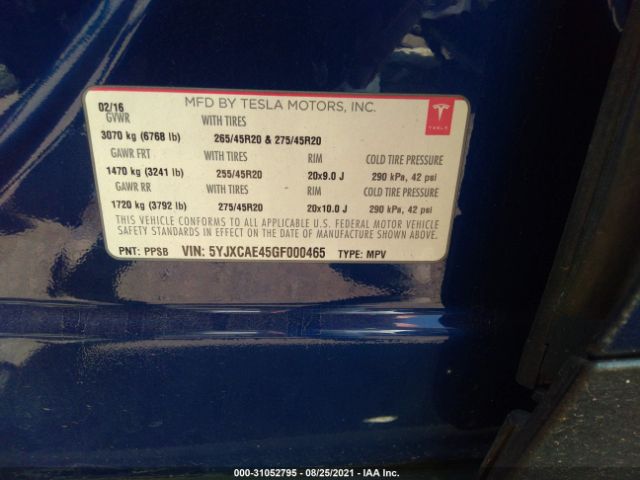 02/16 MFD BY TESLA MOTORS, INC.
GVWR WITH TIRES
3070 kg (6768 lb) 265/45R20 & 275/45R20
TESLA
GAWR FRT WITH TIRES RIM COLD TIRE PRESSURE
1470 kg (3241 lb) 255/45R20 20x9.0 J 290 kPa, 42 psi
GAWR RR WITH TIRES RIM COLD TIRE PRESSURE
1720 kg (3792 lb) 275/45R20 20x10.0 J 290 kPa, 42 psi
THIS VEHICLE CONFORMS TO ALL APPLICABLE U.S. FEDERAL MOTOR VEHICLE
SAFETY STANDARDS IN EFFECT ON THE DATE OF MANUFACTURE SHOWN ABOVE.
PNT: PPSB VIN: 5YJXCAE45GF000465 TYPE: MPV
000-31052795 - 08/25/2021 - IAA Inc.